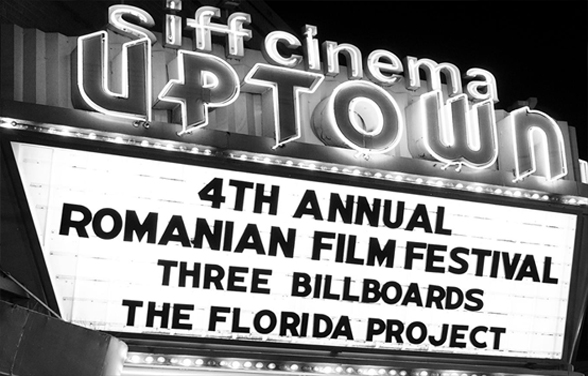 siff cinema
UPTOWN
4TH ANNUAL
ROMANIAN FILM FESTIVAL
THREE BILLBOARDS
THE FLORIDA PROJECT